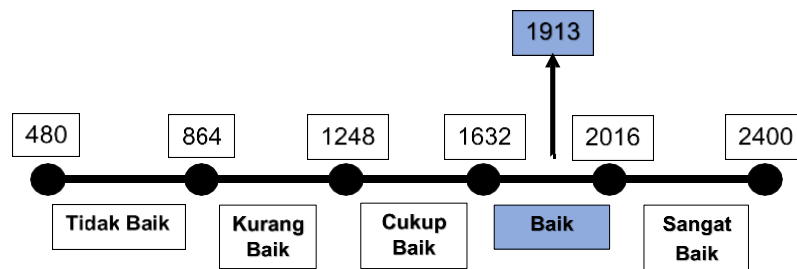 1913
480
864
1248
1632
2016
2400
Tidak Baik
Kurang
Baik
Cukup
Baik
Baik
Sangat
Baik